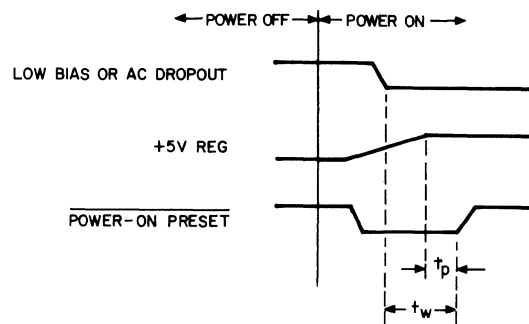 POWER OFF POWER ON
LOW BIAS OR AC DROPOUT
+5V REG
POWER-ON PRESET
tp
tw